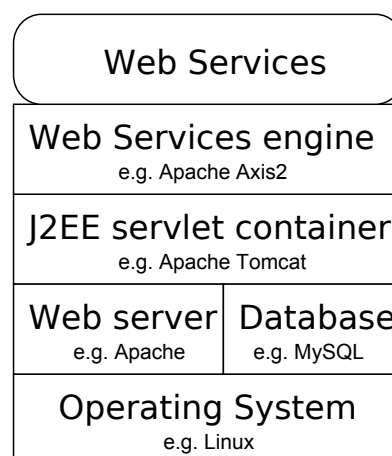 Web Services
Web Services engine
e.g. Apache Axis2
J2EE servlet container
e.g. Apache Tomcat
Web server
e.g. Apache
Database
e.g. MySQL
Operating System
e.g. Linux